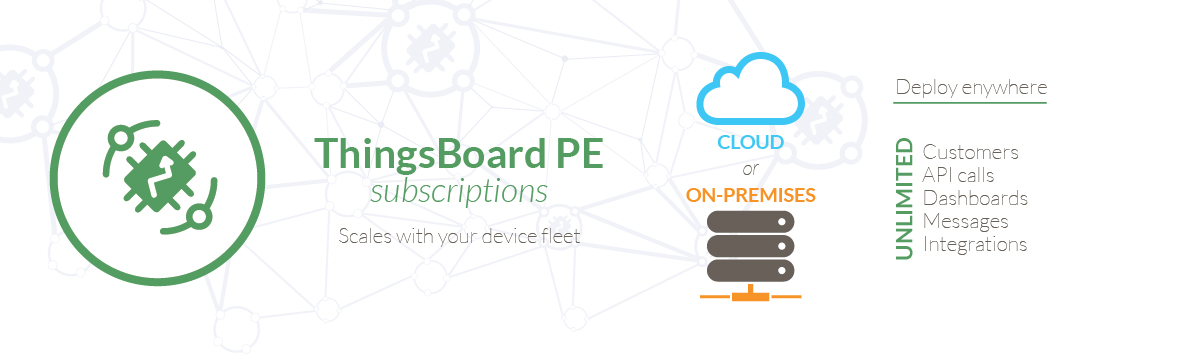 ThingsBoard PE
subscriptions
Scales with your device fleet
CLOUD
or
ON-PREMISES
Deploy enywhere
UNLIMITED
Customers
API calls
Dashboards
Messages
Integrations